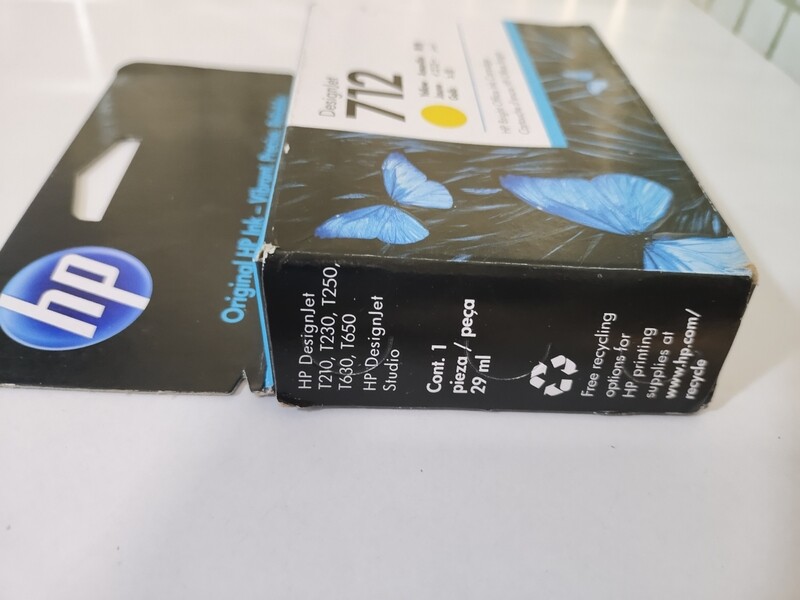 hp
Original HP Ink - Vibrant
DesignJet
712
HP DesignJet
T210, T230, T250,
T630, T650
HP DesignJet
Studio
Cont. 1
pieza / peça
29 ml
Free recycling
options for
HP printing
supplies at
www.hp.com/
recycle